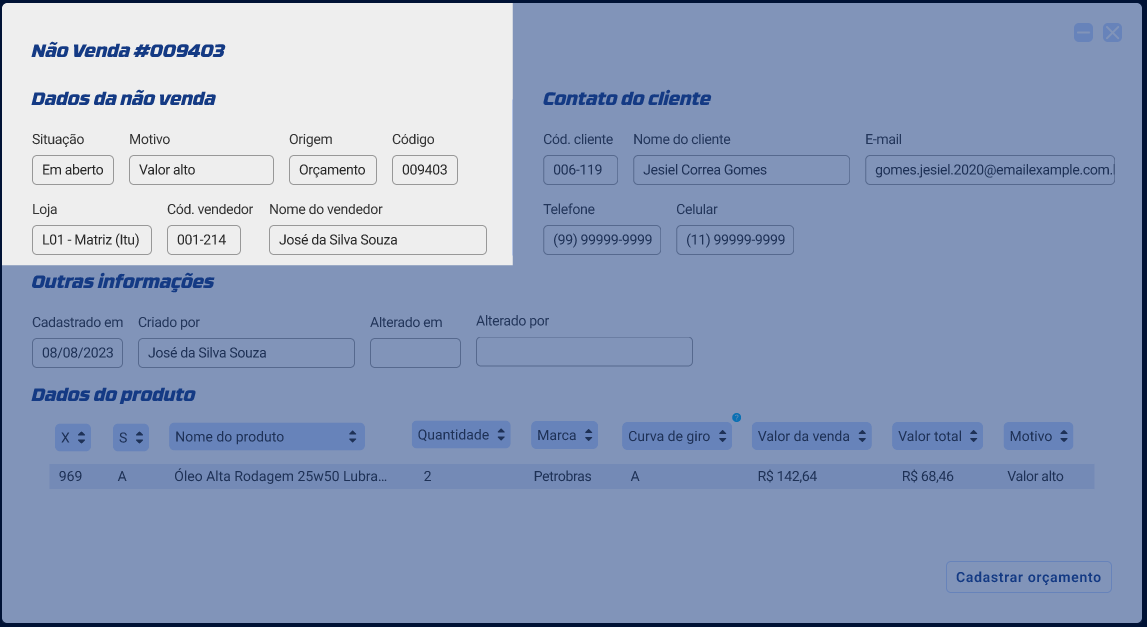 Não Venda #009403
Dados da não venda
Situação Motivo Origem Código
Em aberto Valor alto Orçamento 009403
Loja Cód. vendedor Nome do vendedor
L01 - Matriz (Itu) 001-214 José da Silva Souza
Contato do cliente
Cód. cliente Nome do cliente E-mail
006-119 Jesiel Correa Gomes gomes.jesiel.2020@emailexample.com.
Telefone Celular
(99) 99999-9999 (11) 99999-9999
Outras informações
Cadastrado em Criado por Alterado em Alterado por
08/08/2023 José da Silva Souza
Dados do produto
X S Nome do produto Quantidade Marca Curva de giro ? Valor da venda Valor total Motivo
969 A Óleo Alta Rodagem 25w50 Lubra... 2 Petrobras A R$ 142,64 R$ 68,46 Valor alto
Cadastrar orçamento